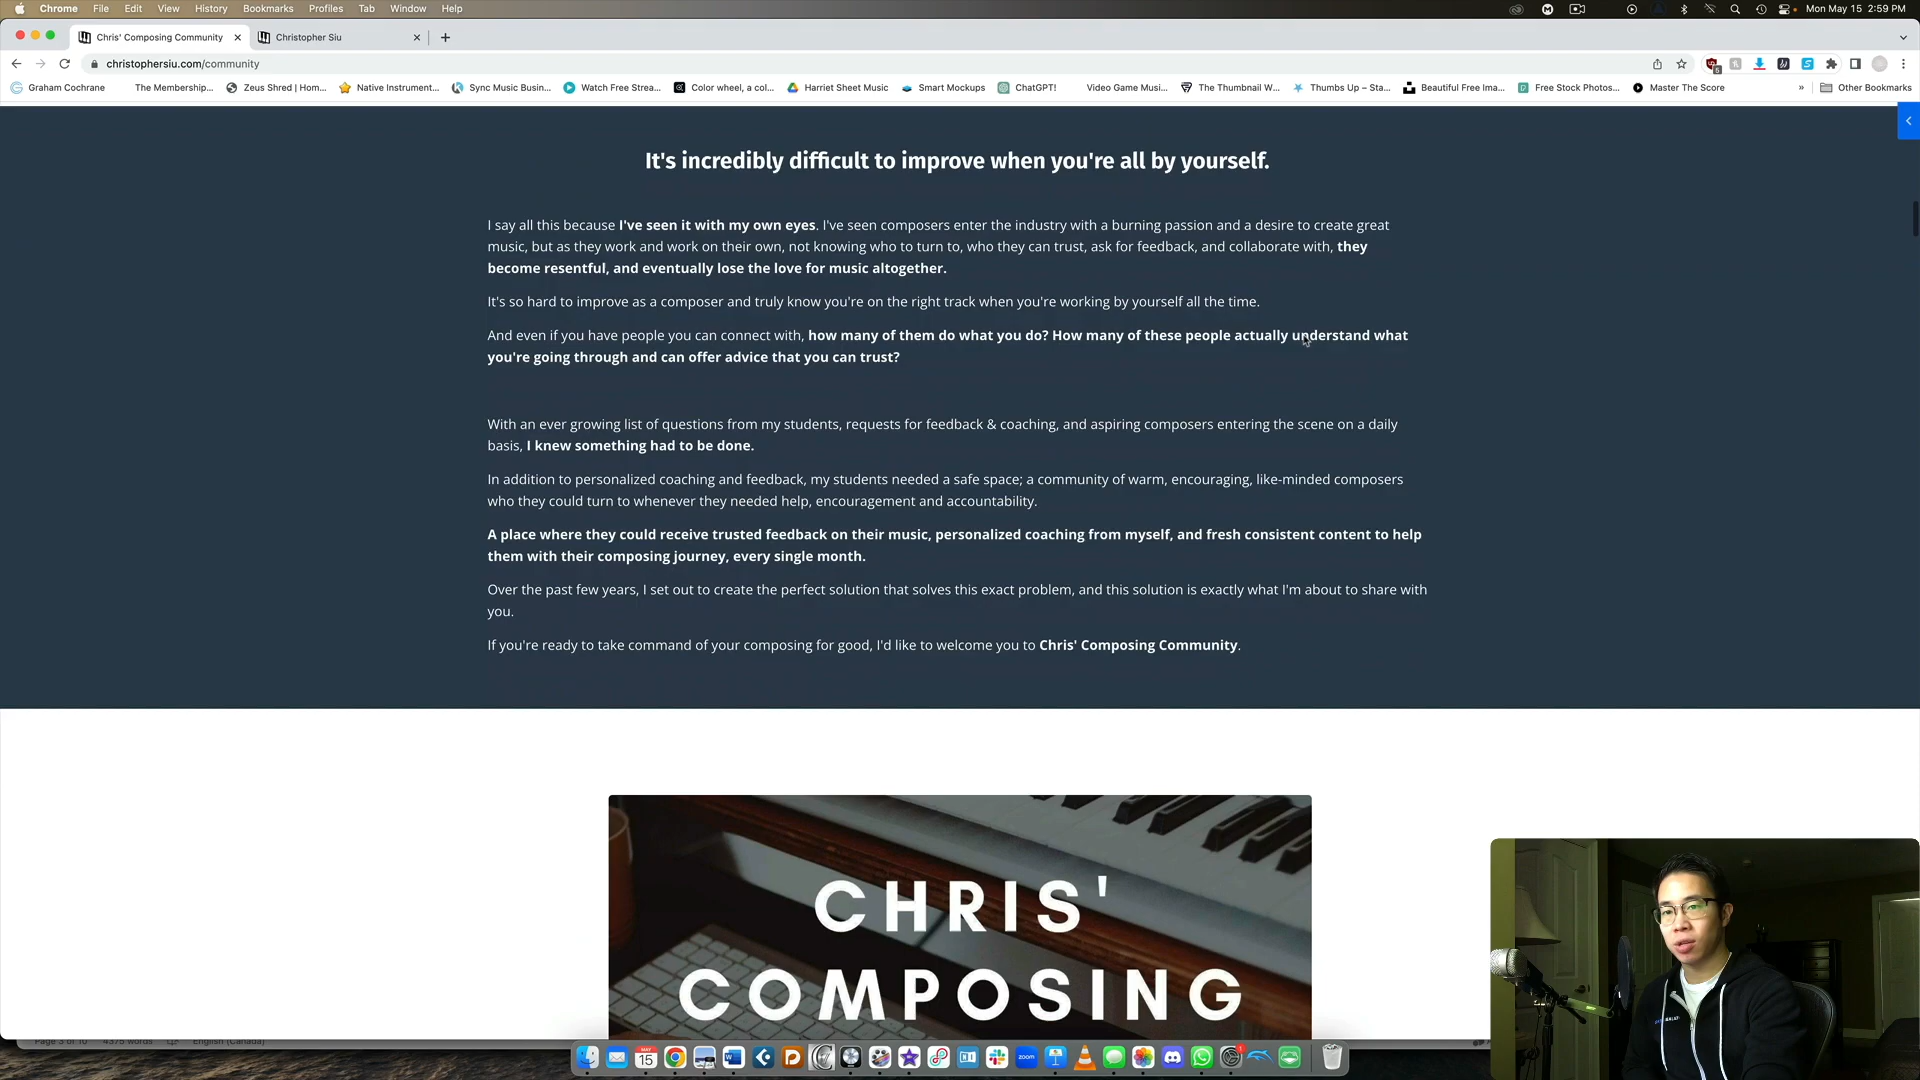 Chrome File Edit View History Bookmarks Profiles Tab Window Help Mon May 15 2:59 PM
Chris' Composing Community Christopher Siu
christophersiu.com/community
Graham Cochrane The Membership... Zeus Shred | Hom... Native Instrument... Sync Music Busin... Watch Free Strea... Color wheel, a col... Harriet Sheet Music Smart Mockups ChatGPT! Video Game Musi... The Thumbnail W... Thumbs Up – Sta... Beautiful Free Ima... Free Stock Photos... Master The Score » Other Bookmarks
It's incredibly difficult to improve when you're all by yourself.
I say all this because I've seen it with my own eyes. I've seen composers enter the industry with a burning passion and a desire to create great
music, but as they work and work on their own, not knowing who to turn to, who they can trust, ask for feedback, and collaborate with, they
become resentful, and eventually lose the love for music altogether.
It's so hard to improve as a composer and truly know you're on the right track when you're working by yourself all the time.
And even if you have people you can connect with, how many of them do what you do? How many of these people actually understand what
you're going through and can offer advice that you can trust?
With an ever growing list of questions from my students, requests for feedback & coaching, and aspiring composers entering the scene on a daily
basis, I knew something had to be done.
In addition to personalized coaching and feedback, my students needed a safe space; a community of warm, encouraging, like-minded composers
who they could turn to whenever they needed help, encouragement and accountability.
A place where they could receive trusted feedback on their music, personalized coaching from myself, and fresh consistent content to help
them with their composing journey, every single month.
Over the past few years, I set out to create the perfect solution that solves this exact problem, and this solution is exactly what I'm about to share with
you.
If you're ready to take command of your composing for good, I'd like to welcome you to Chris' Composing Community.
CHRIS'
COMPOSING
Page 3 of 10 4375 words English (Canada)
MAY
15
zoom